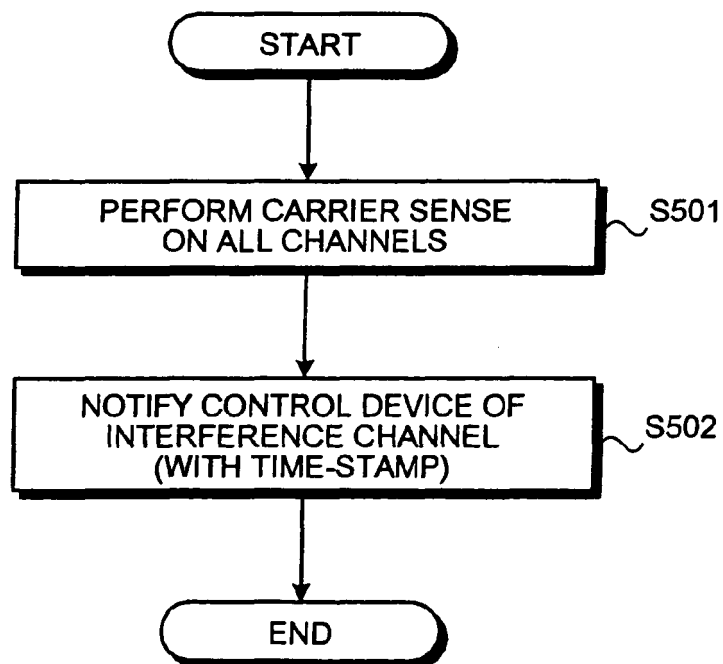 START
PERFORM CARRIER SENSE
ON ALL CHANNELS
S501
NOTIFY CONTROL DEVICE OF
INTERFERENCE CHANNEL
(WITH TIME-STAMP)
S502
END